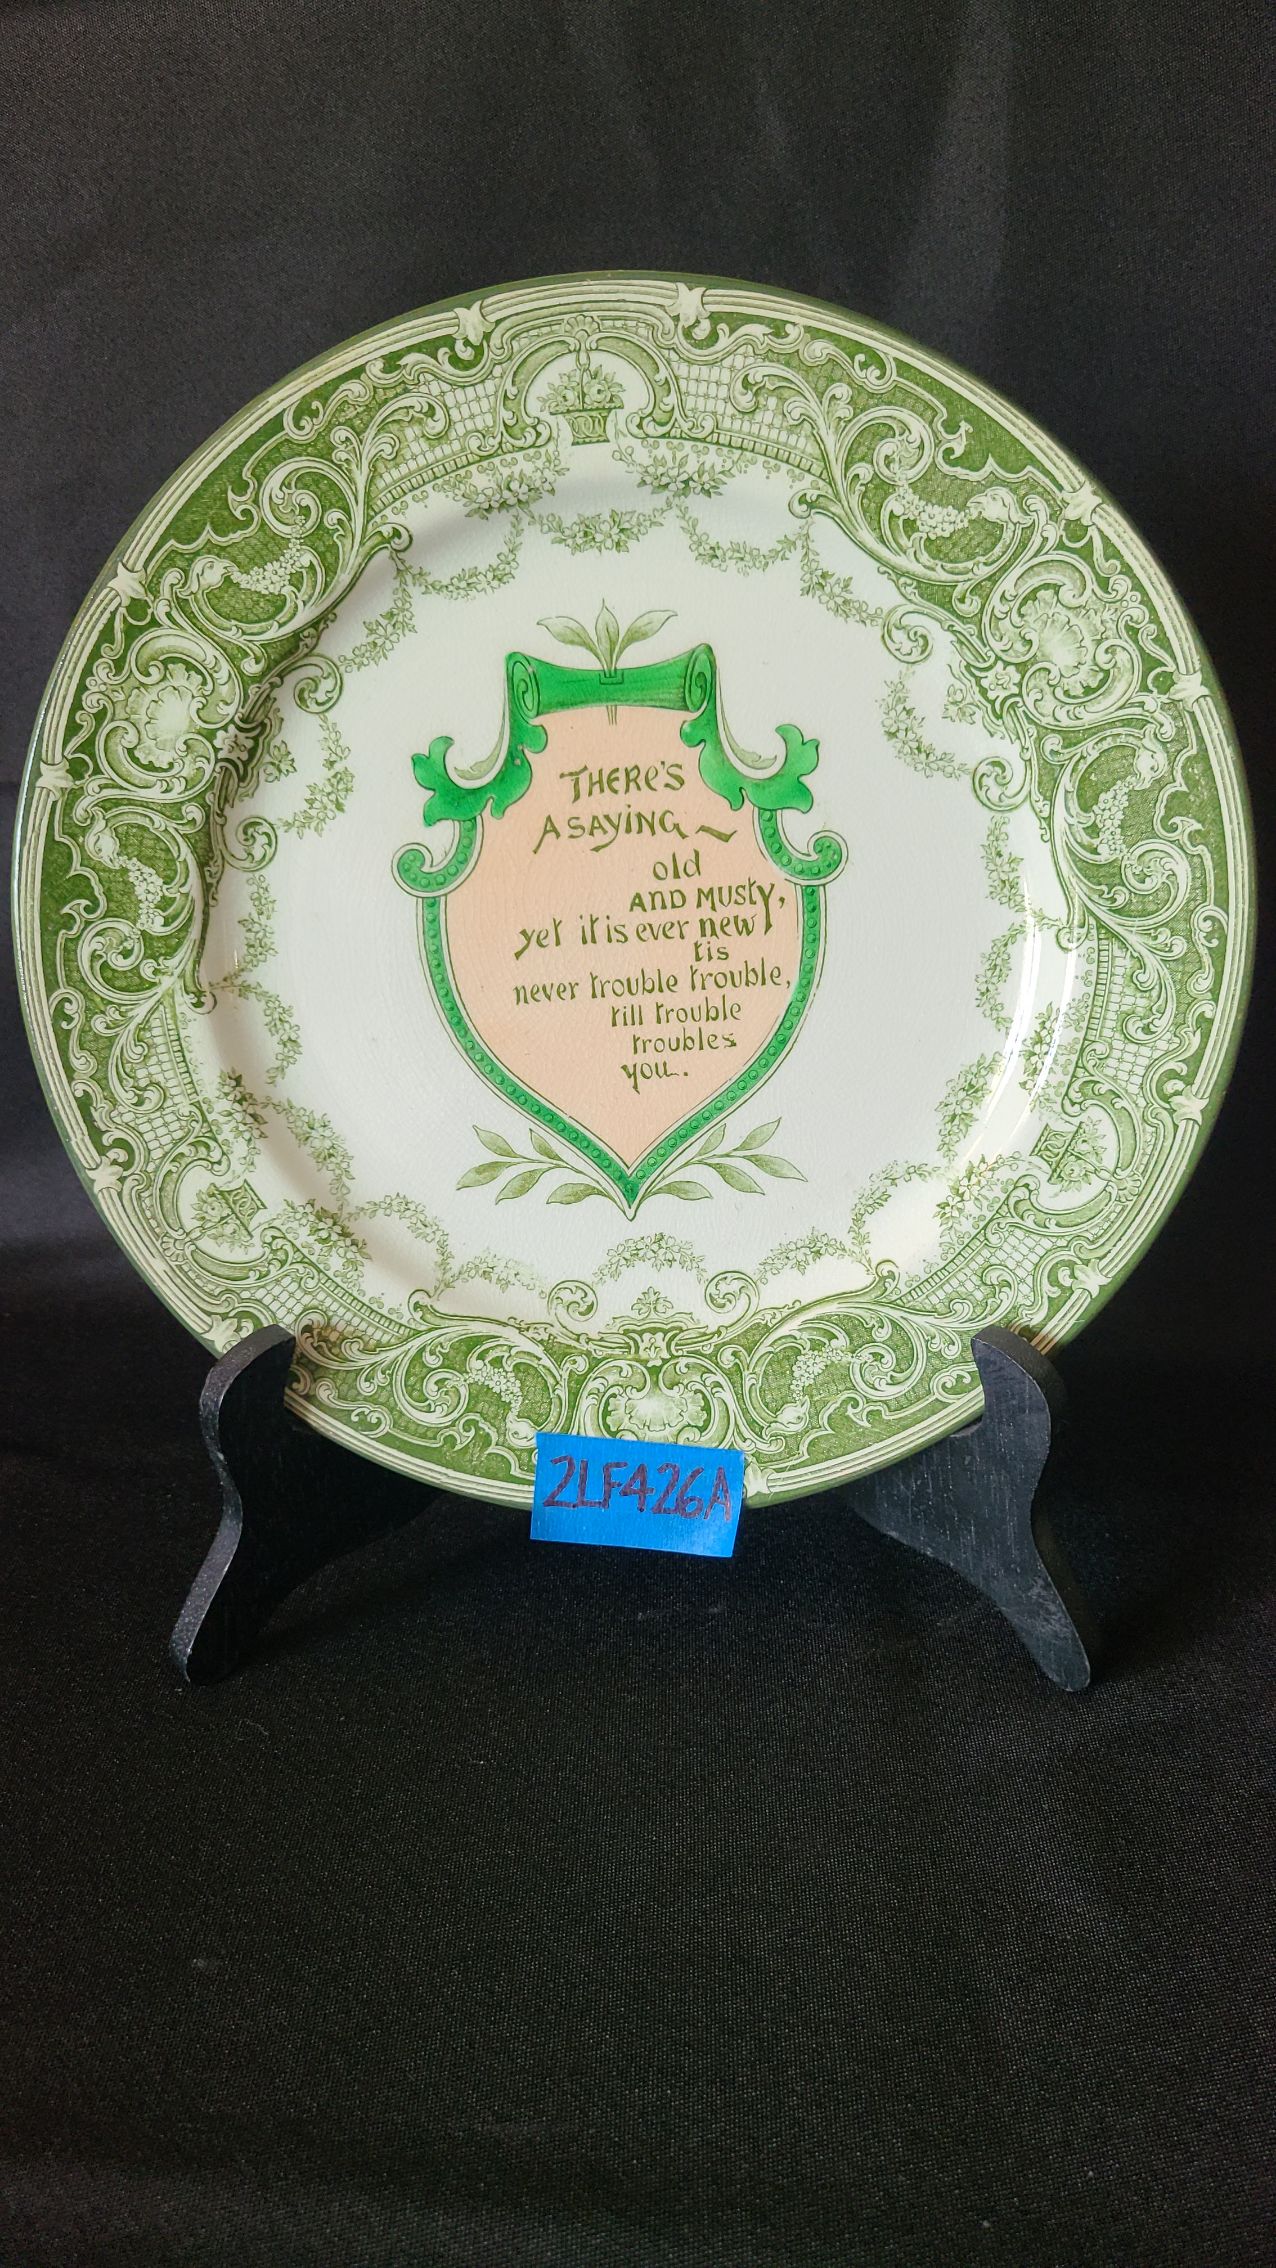 THERE'S
A SAYING ~
old
AND MUSTY,
yet it is ever new
tis
never trouble trouble,
till trouble
troubles
you.
2LF426A